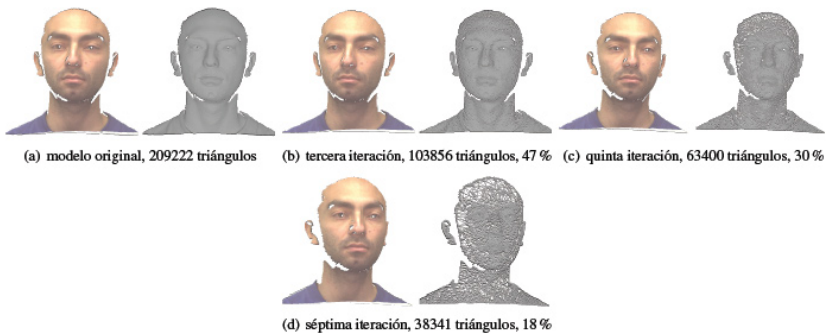 (a) modelo original, 209222 triángulos
(b) tercera iteración, 103856 triángulos, 47 %
(c) quinta iteración, 63400 triángulos, 30 %
(d) séptima iteración, 38341 triángulos, 18 %